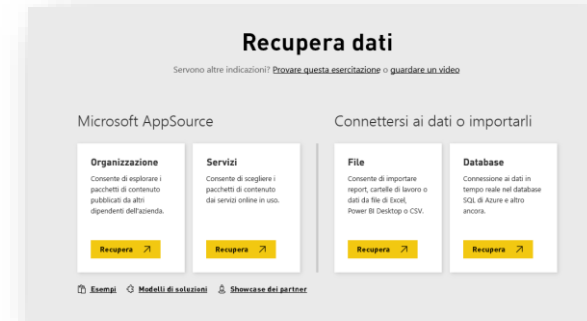 Recupera dati
Servono altre indicazioni? Provare questa esercitazione o guardare un video
Microsoft AppSource
Organizzazione
Consente di esplorare i
pacchetti di contenuto
pubblicati da altri
dipendenti dell'azienda.
Recupera
Servizi
Consente di scegliere i
pacchetti di contenuto
dai servizi online in uso.
Recupera
Connettersi ai dati o importarli
File
Consente di importare
report, cartelle di lavoro o
dati da file di Excel,
Power BI Desktop o CSV.
Recupera
Database
Connessione ai dati in
tempo reale nel database
SQL di Azure e altro
ancora.
Recupera
Esempi Modelli di soluzioni Showcase dei partner